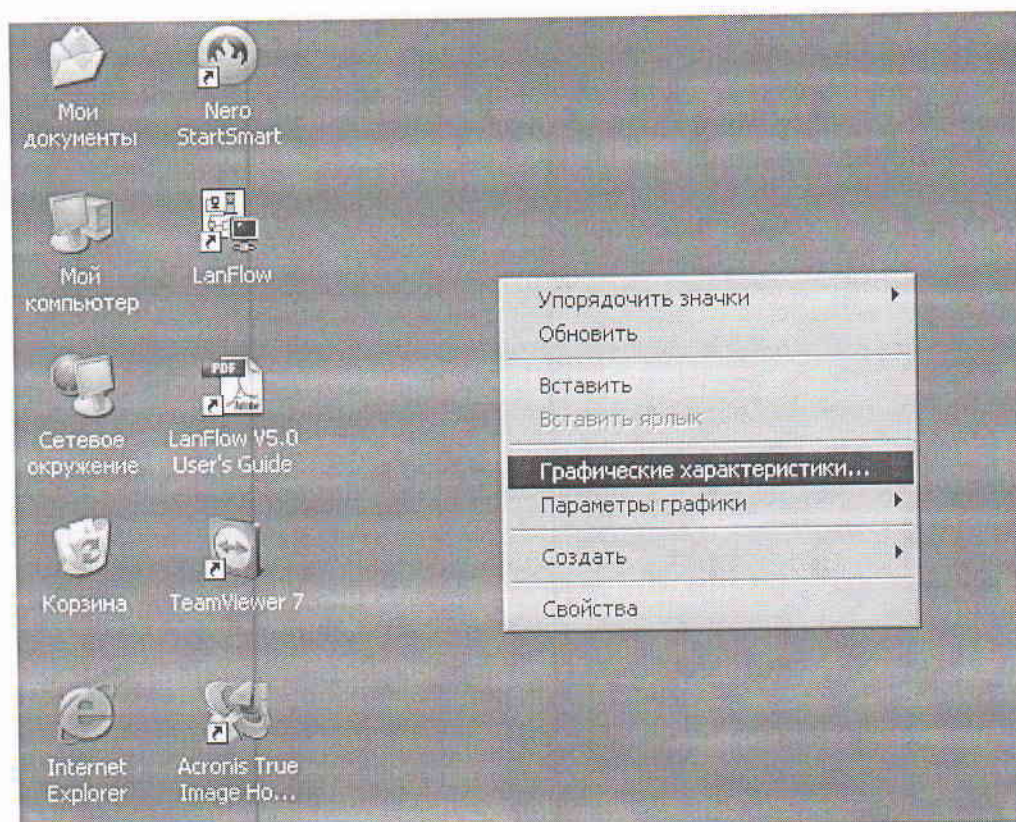 Мои
документы
Nero
StartSmart
Мой
компьютер
LanFlow
Сетевое
окружение
PDF
Adobe
LanFlow V5.0
User's Guide
Корзина
TeamViewer 7
Internet
Explorer
Acronis True
Image Ho...
Упорядочить значки
Обновить
Вставить
Вставить ярлык
Графические характеристики...
Параметры графики
Создать
Свойства